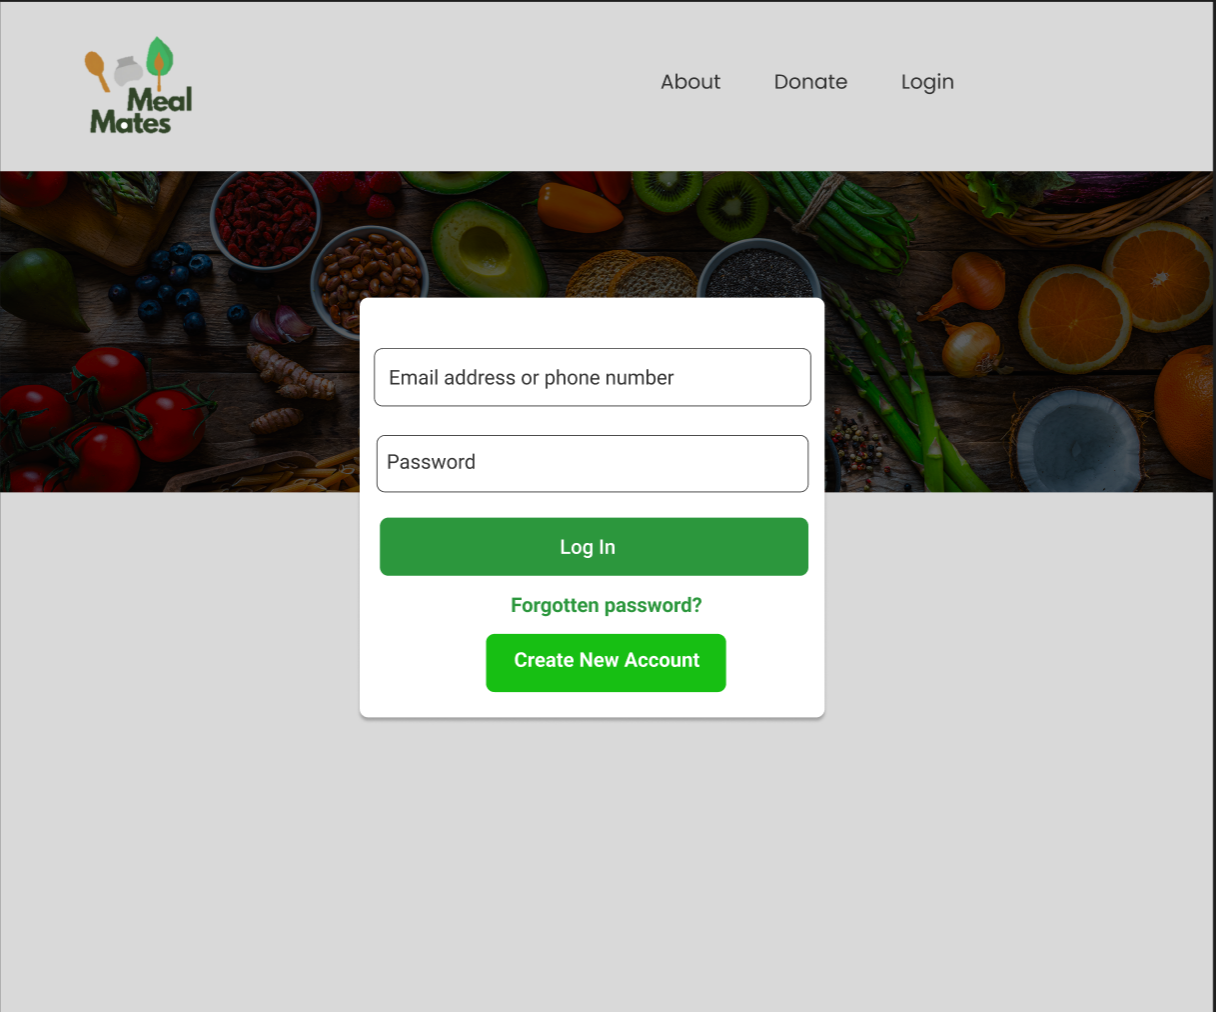 Meal
Mates
About
Donate
Login
Email address or phone number
Password
Log In
Forgotten password?
Create New Account